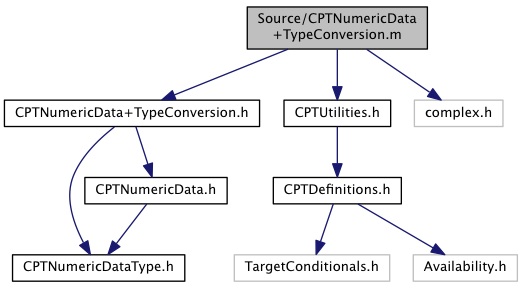 Source/CPTNumericData
+TypeConversion.m
CPTNumericData+TypeConversion.h
CPTUtilities.h
complex.h
CPTNumericData.h
CPTDefinitions.h
CPTNumericDataType.h
TargetConditionals.h
Availability.h